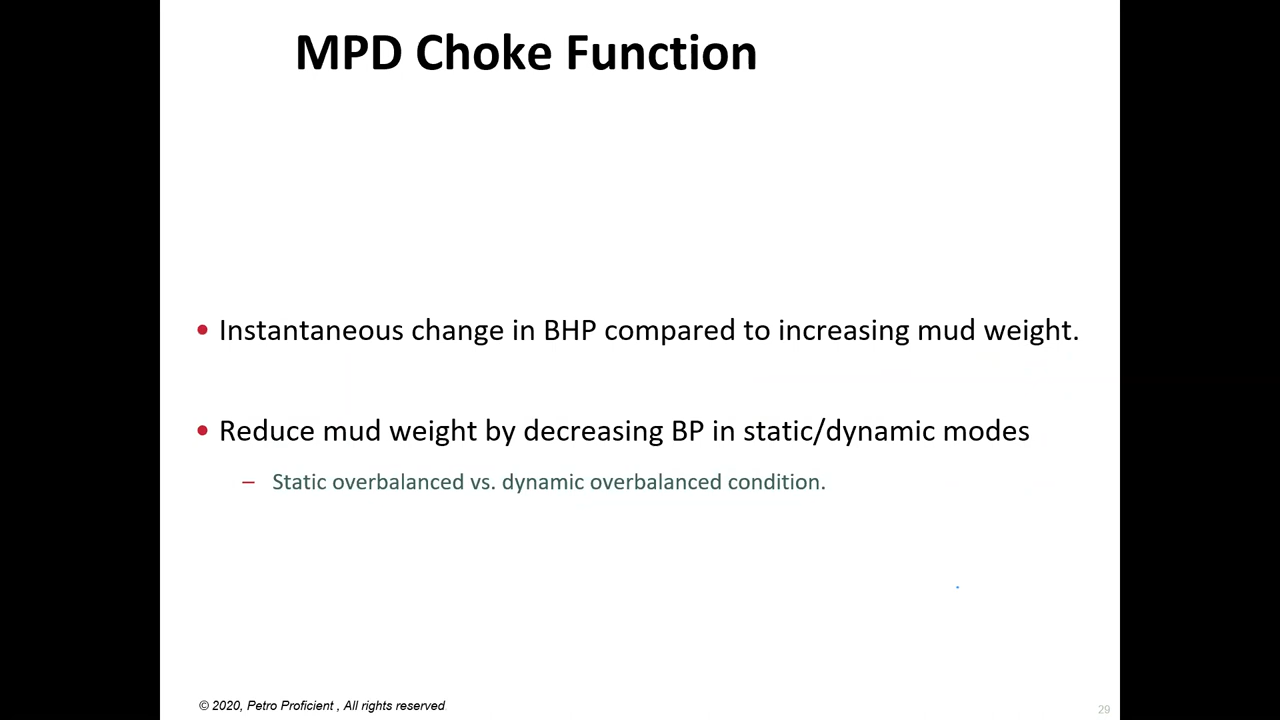 MPD Choke Function
• Instantaneous change in BHP compared to increasing mud weight.
• Reduce mud weight by decreasing BP in static/dynamic modes
– Static overbalanced vs. dynamic overbalanced condition.
© 2020, Petro Proficient , All rights reserved
29